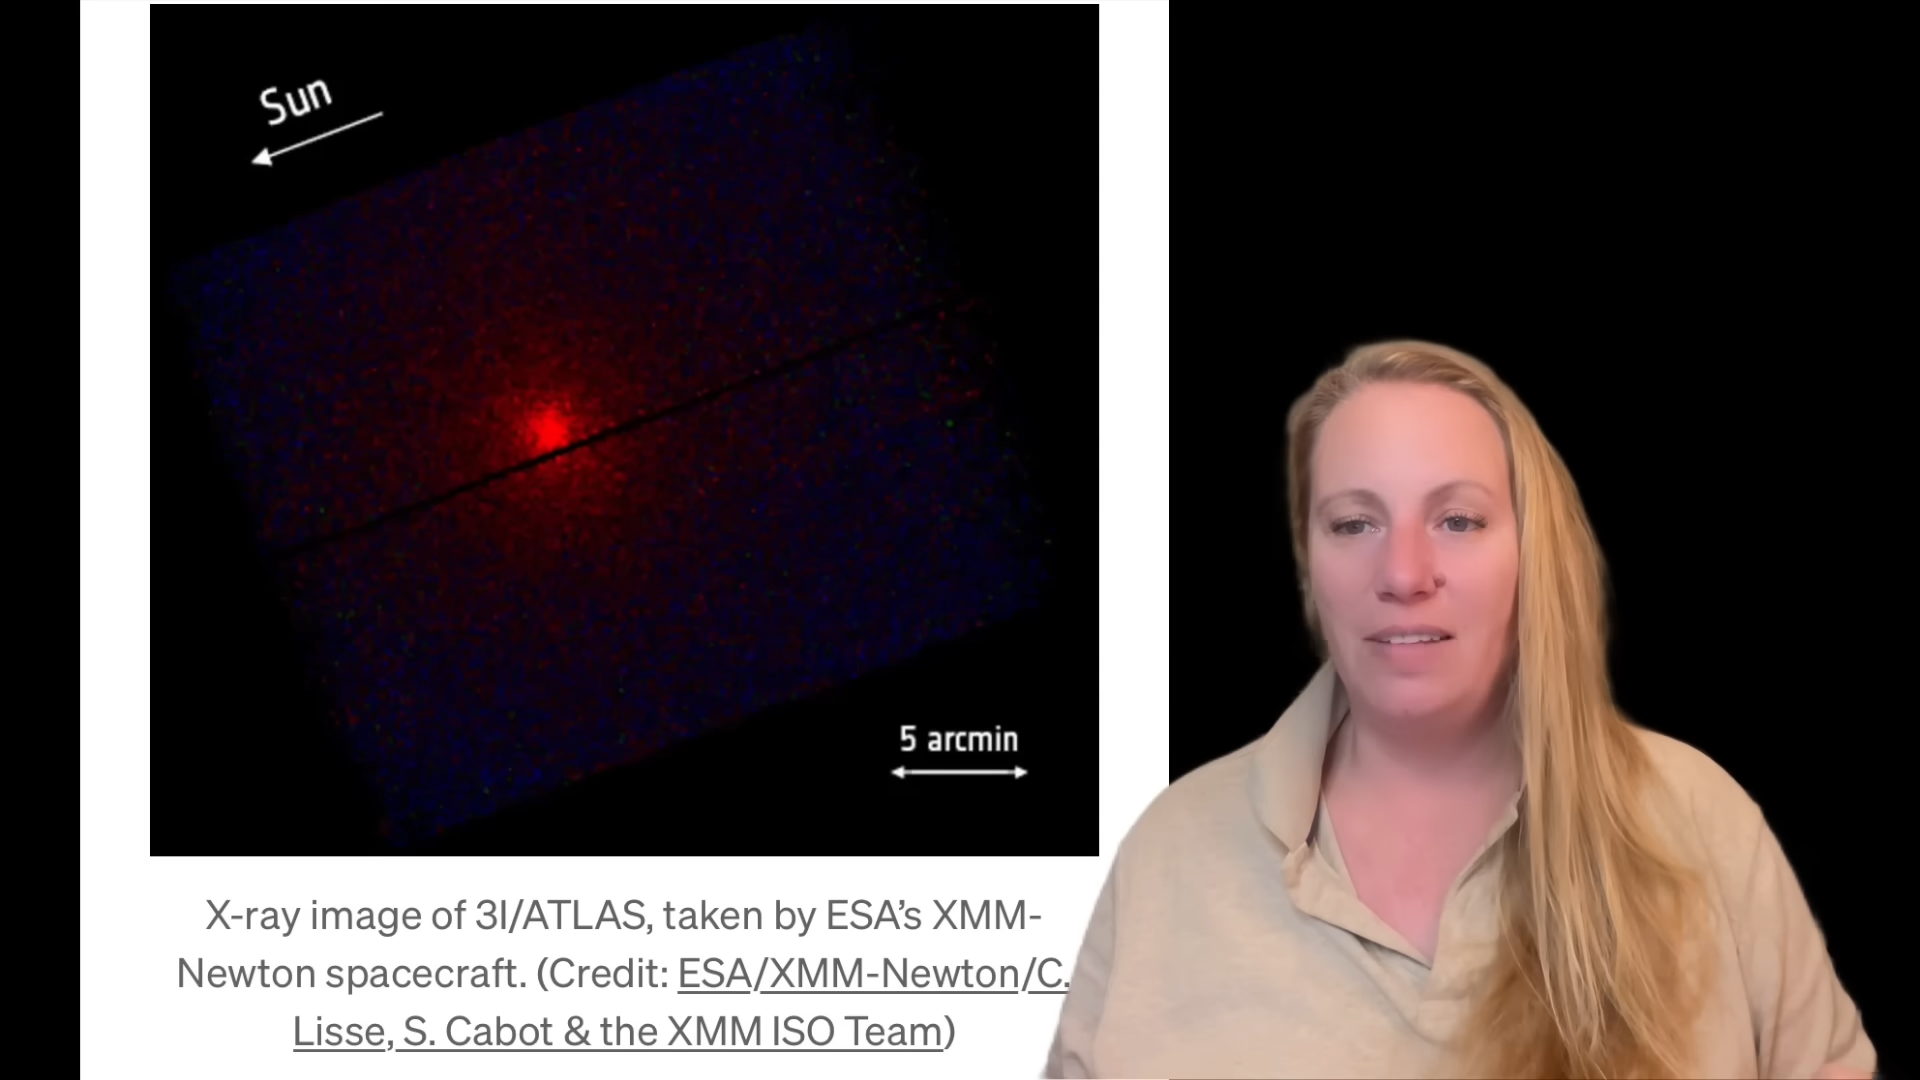 Sun
5 arcmin
X-ray image of 3I/ATLAS, taken by ESA’s XMM-
Newton spacecraft. (Credit: ESA/XMM-Newton/C.
Lisse, S. Cabot & the XMM ISO Team)